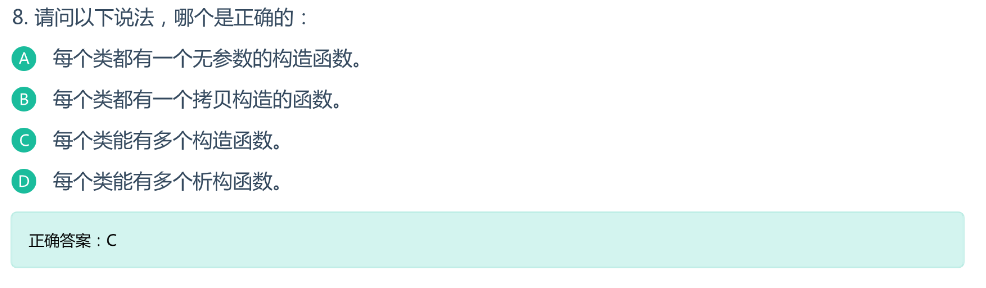 8. 请问以下说法，哪个是正确的：
A 每个类都有一个无参数的构造函数。
B 每个类都有一个拷贝构造的函数。
C 每个类能有多个构造函数。
D 每个类能有多个析构函数。
正确答案：C